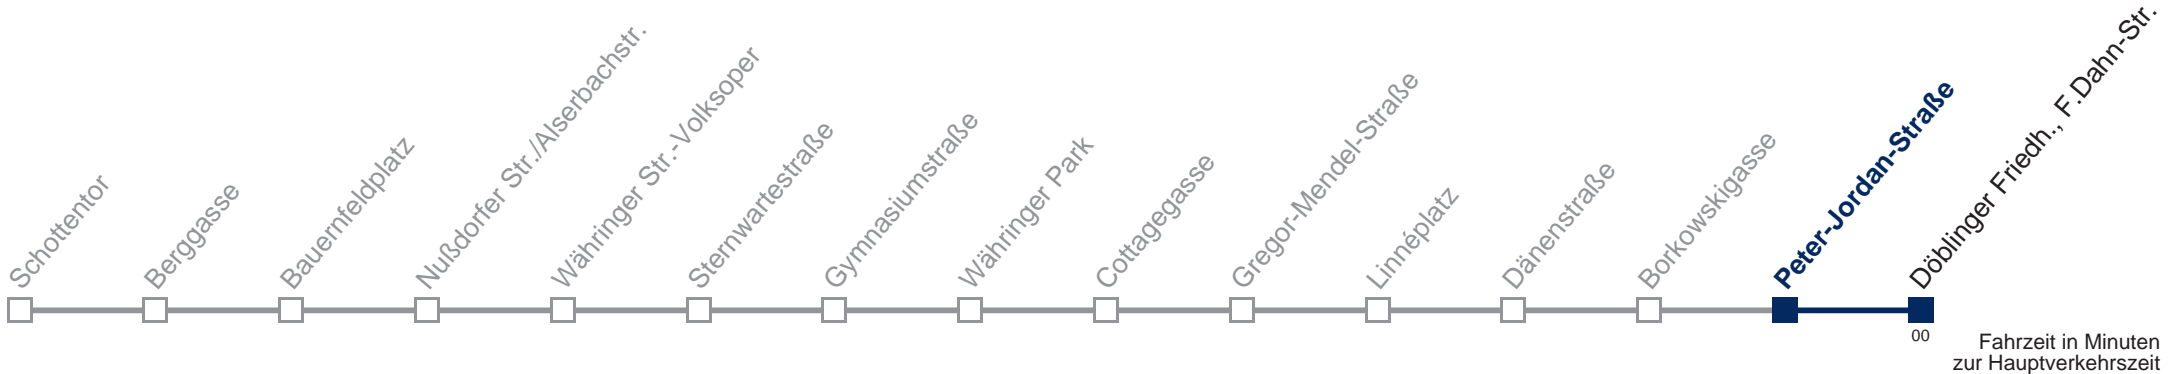 Schottentor
Berggasse
Bauernfeldplatz
Nußdorfer Str./Alserbachstr.
Währinger Str.-Volksoper
Sternwartestraße
Gymnasiumstraße
Währinger Park
Cottagegasse
Gregor-Mendel-Straße
Linnéplatz
Dänenstraße
Borkowskigasse
Peter-Jordan-Straße
Döblinger Friedh., F.Dahn-Str.
00
Fahrzeit in Minuten
zur Hauptverkehrszeit